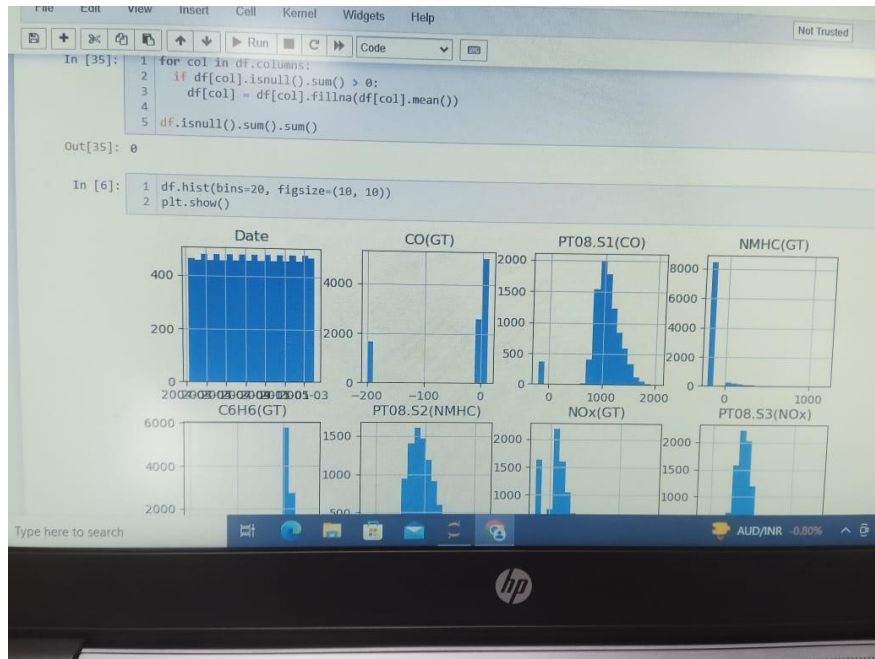 File Edit View Insert Cell Kernel Widgets Help
Not Trusted
Run Code
In [35]: 1 for col in df.columns:
2 if df[col].isnull().sum() > 0:
3 df[col] = df[col].fillna(df[col].mean())
4
5 df.isnull().sum().sum()
Out[35]: 0
In [6]: 1 df.hist(bins=20, figsize=(10, 10))
2 plt.show()
Date CO(GT) PT08.S1(CO) NMHC(GT)
400 4000 2000 8000
1500 6000
200 2000 1000 4000
500 2000
0 0 0 0
-200 -100 0 0 1000 2000 0 1000
C6H6(GT) PT08.S2(NMHC) NOx(GT) PT08.S3(NOx)
6000 1500 2000 2000
4000 1000 1500 1500
2000 500 1000 1000
Type here to search AUD/INR -0.80%
hp